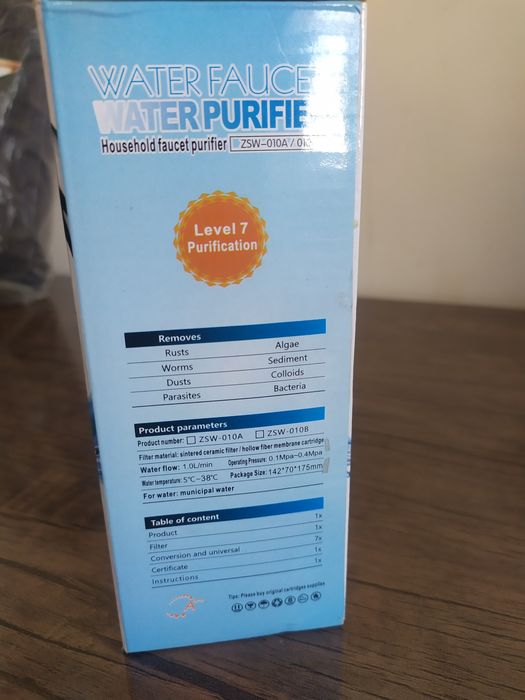 WATER FAUCE
WATER PURIFIE
Household faucet purifier ZSW-010A / 01
Level 7
Purification
Removes
Rusts Algae
Worms Sediment
Dusts Colloids
Parasites Bacteria
Product parameters
Product number: ZSW-010A ZSW-010B
Filter material: sintered ceramic filter / hollow fiber membrane cartridge
Water flow: 1.0L/min Operating Pressure: 0.1Mpa~0.4Mpa
Water temperature: 5°C-38°C Package Size: 142*70*175mm
For water: municipal water
Table of content
Product 1x
Filter 1x
Conversion and universal 7x
Certificate 1x
Instructions 1x
Tips: Please buy original cartridges supplies